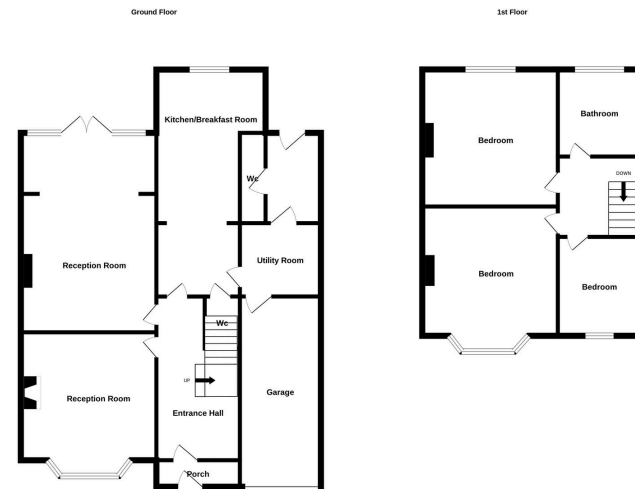 Ground Floor
1st Floor
Kitchen/Breakfast Room
Wc
Reception Room
Utility Room
Wc
Reception Room
UP
Garage
Entrance Hall
Porch
Bedroom
Bathroom
DOWN
Bedroom
Bedroom